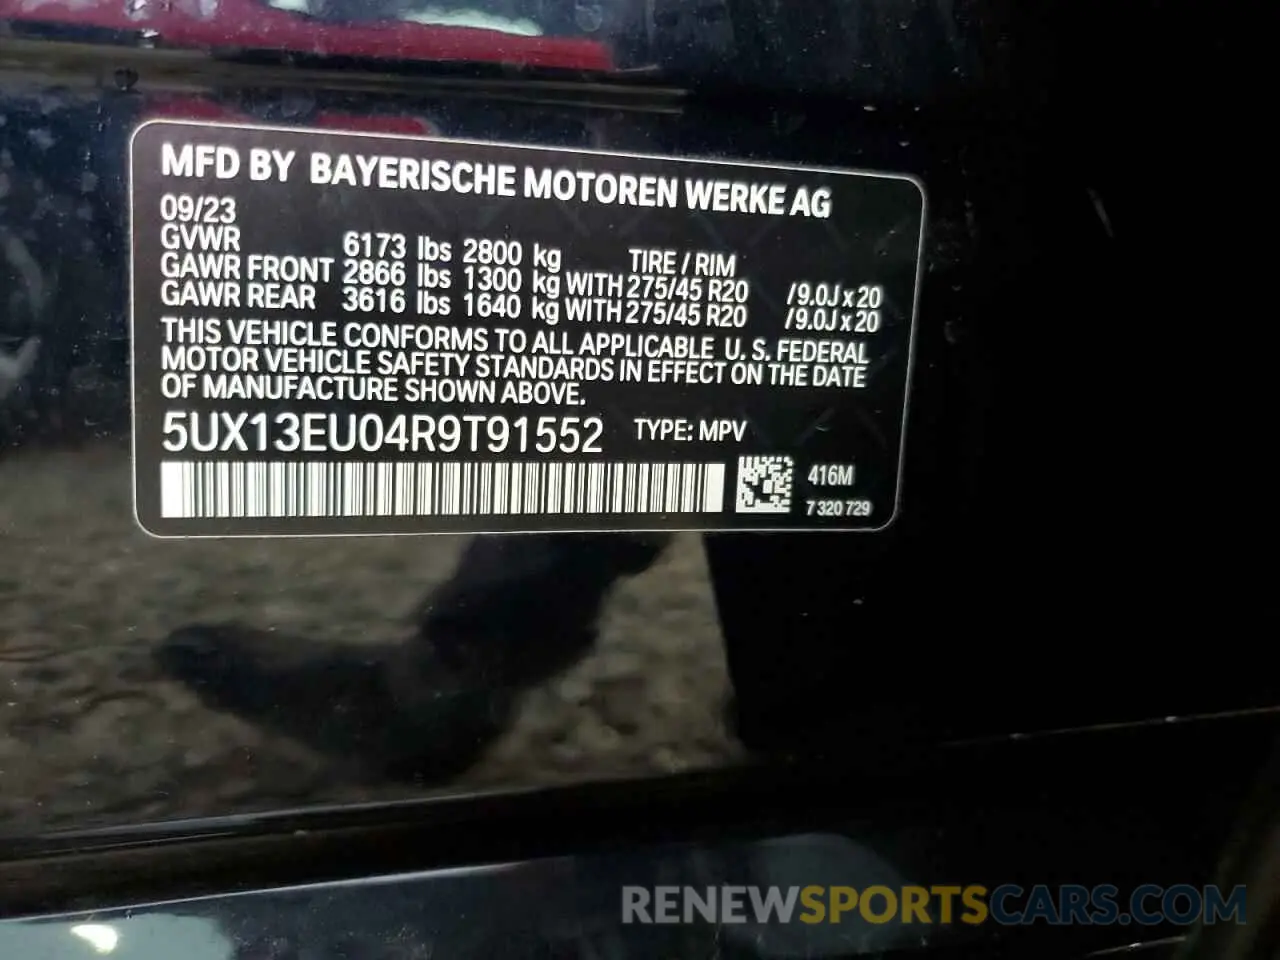 MFD BY BAYERISCHE MOTOREN WERKE AG
09/23
GVWR 6173 lbs 2800 kg TIRE / RIM
GAWR FRONT 2866 lbs 1300 kg WITH 275/45 R20 /9.0J x 20
GAWR REAR 3616 lbs 1640 kg WITH 275/45 R20 /9.0J x 20
THIS VEHICLE CONFORMS TO ALL APPLICABLE U. S. FEDERAL
MOTOR VEHICLE SAFETY STANDARDS IN EFFECT ON THE DATE
OF MANUFACTURE SHOWN ABOVE.
5UX13EU04R9T91552 TYPE: MPV
416M
7 320 729
RENEWSPORTSCARS.COM